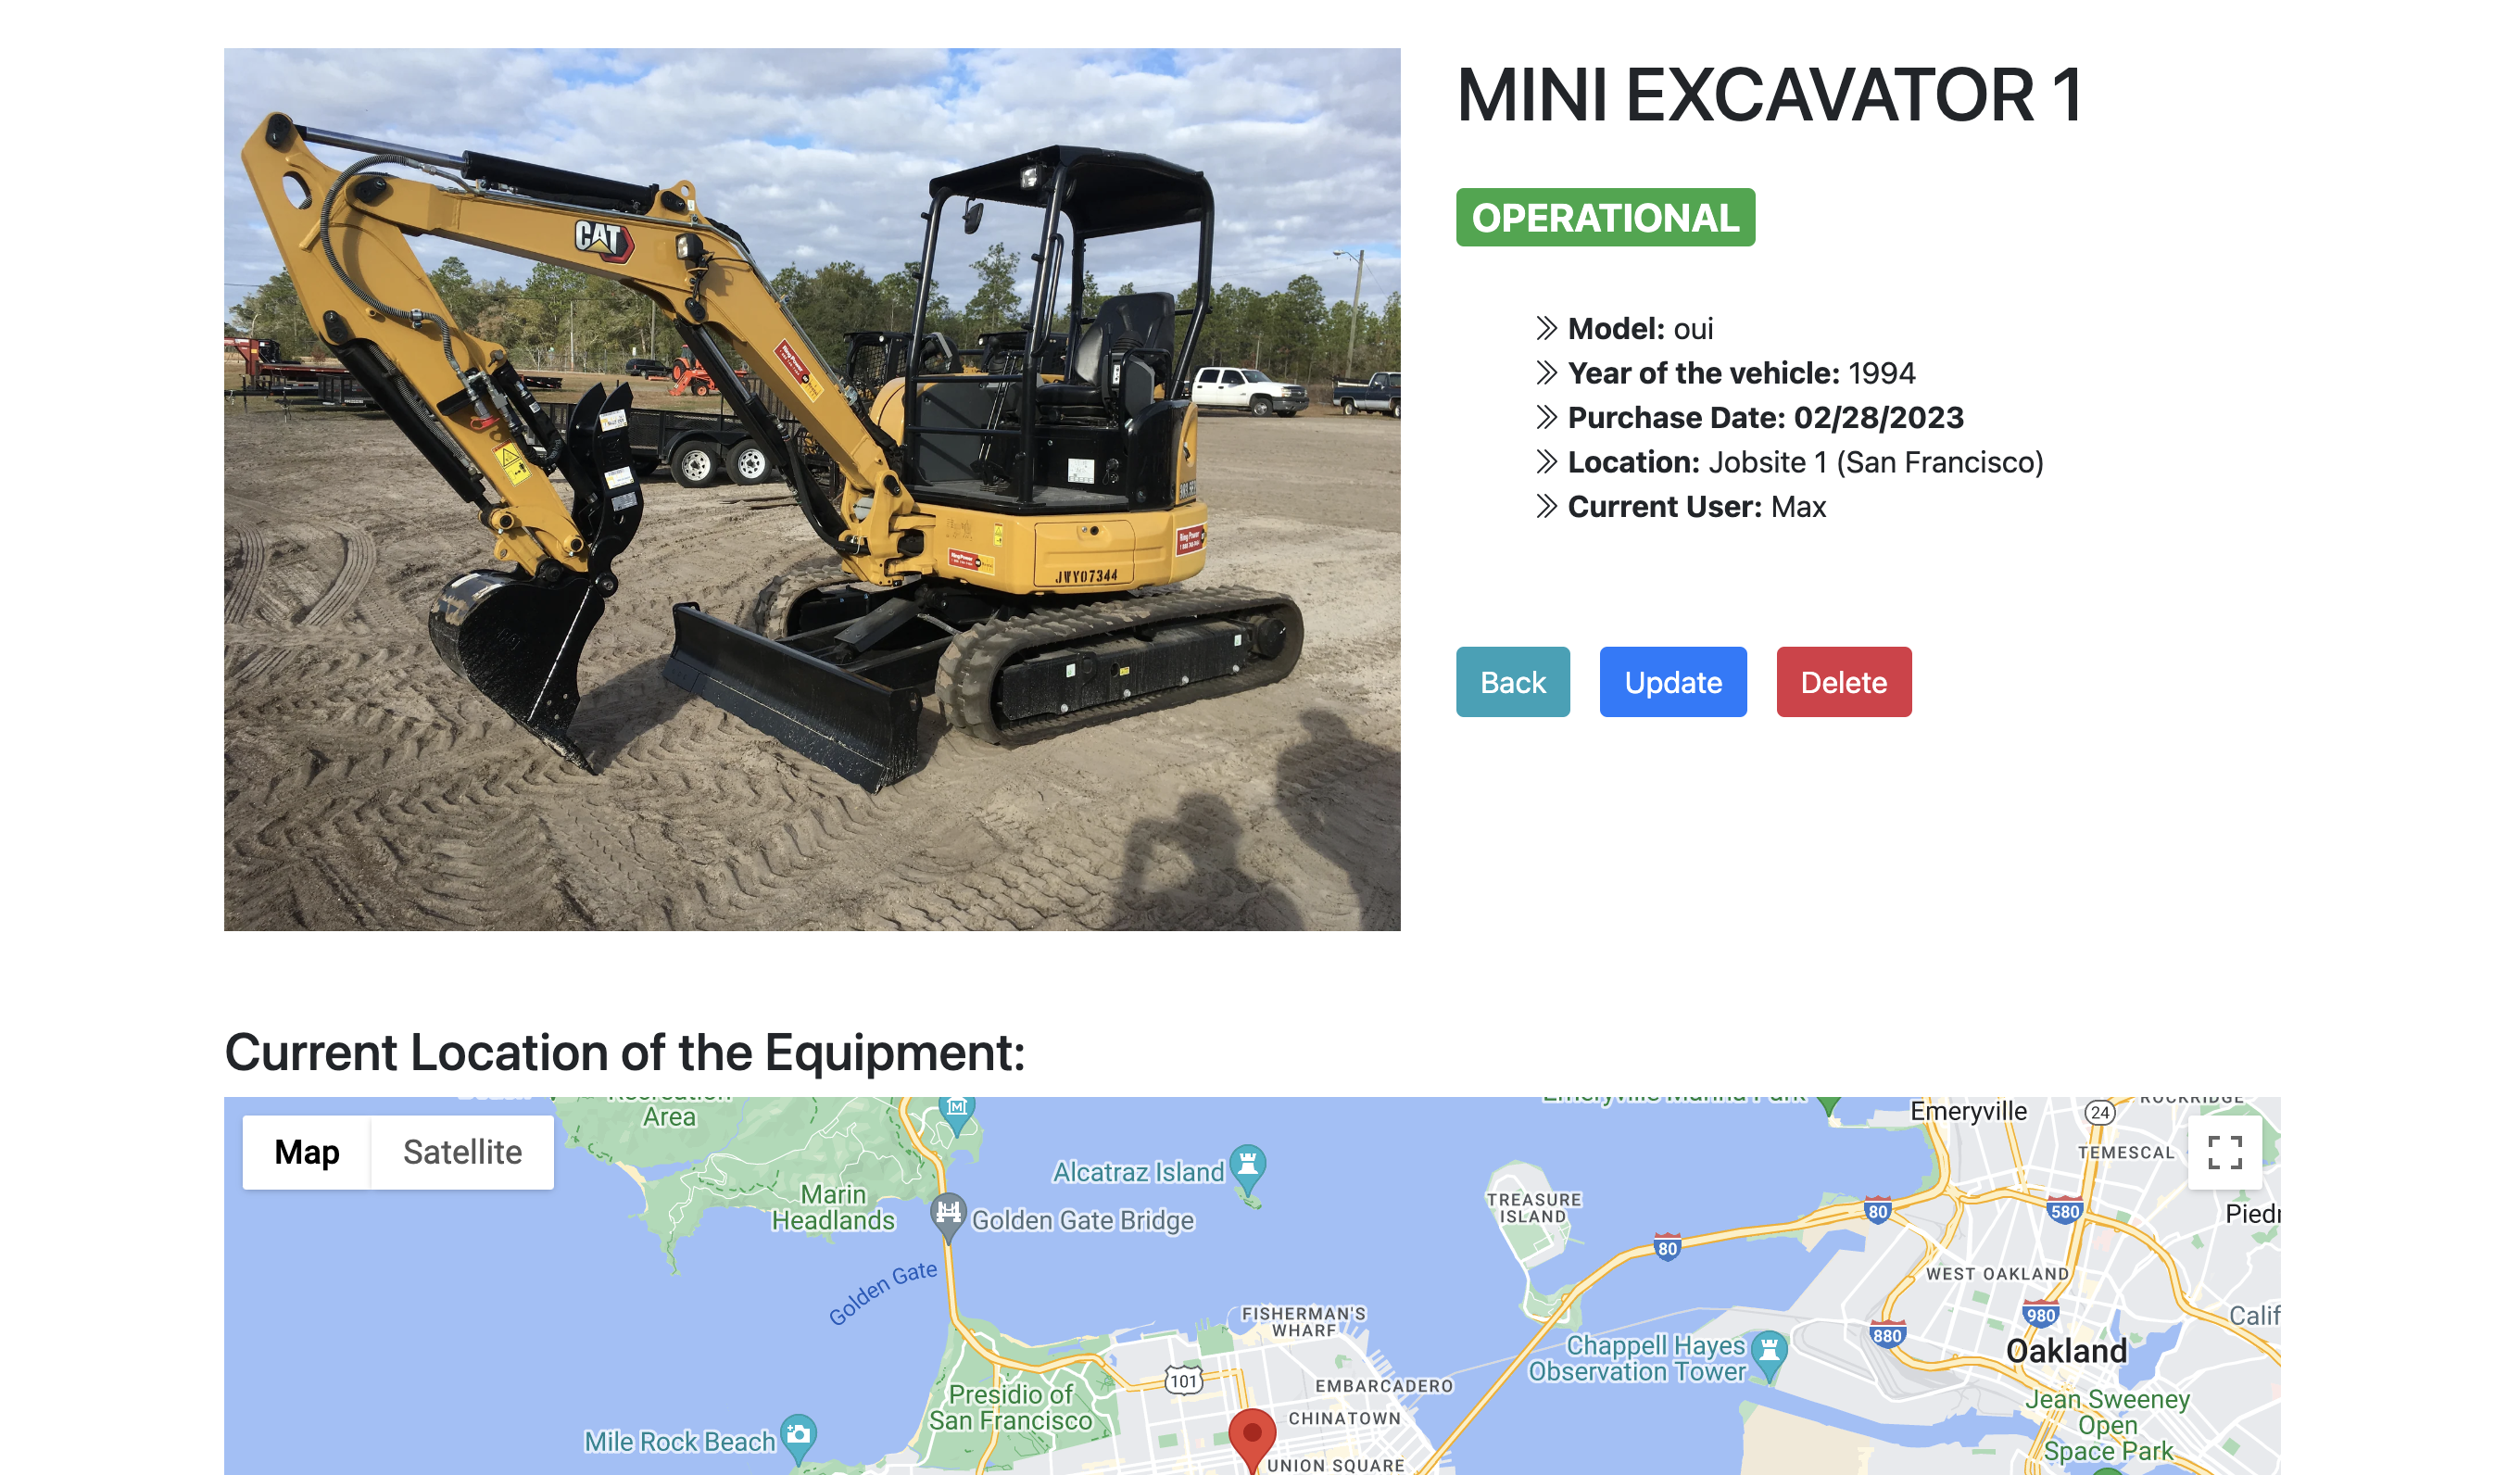 MINI EXCAVATOR 1
OPERATIONAL
Model: oui
Year of the vehicle: 1994
Purchase Date: 02/28/2023
Location: Jobsite 1 (San Francisco)
Current User: Max
Back
Update
Delete
CAT
JWY07344
Current Location of the Equipment:
Map
Satellite
Area
Marin
Headlands
Alcatraz Island
Golden Gate Bridge
Golden Gate
TREASURE
ISLAND
Emeryville
24
TEMESCAL
80
80
580
Piedr
WEST OAKLAND
980
880
Calif
Oakland
Chappell Hayes
Observation Tower
Jean Sweeney
Open
Space Park
FISHERMAN'S
WHARF
101
EMBARCADERO
CHINATOWN
UNION SQUARE
Presidio of
San Francisco
Mile Rock Beach